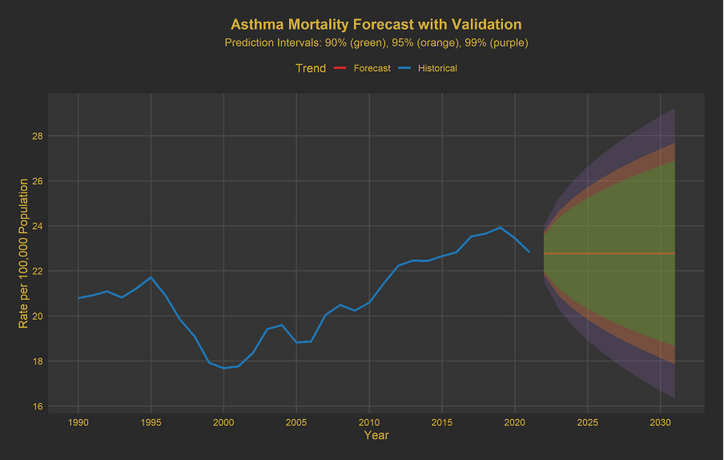 Asthma Mortality Forecast with Validation
Prediction Intervals: 90% (green), 95% (orange), 99% (purple)
Trend Forecast Historical
Rate per 100,000 Population
28
26
24
22
20
18
16
1990 1995 2000 2005 2010 2015 2020 2025 2030
Year